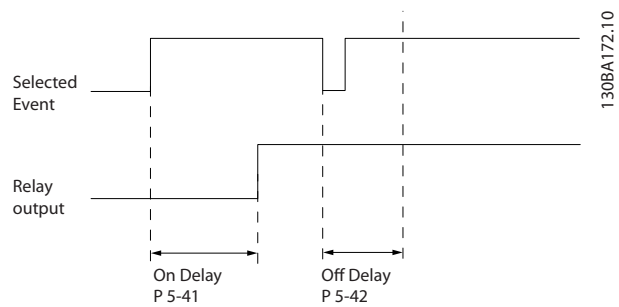 Selected
Event
Relay
output
On Delay
P 5-41
Off Delay
P 5-42
130BA172.10